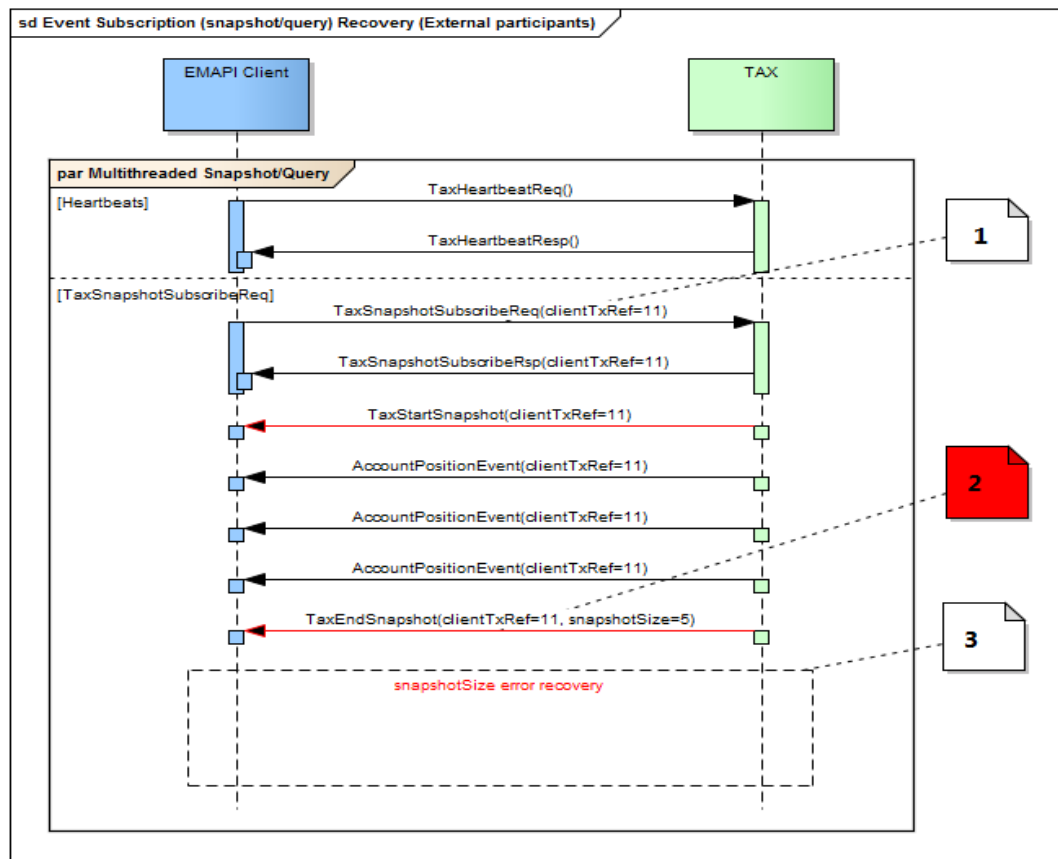 sd Event Subscription (snapshot/query) Recovery (External participants)
EMAPI Client
TAX
par Multithreaded Snapshot/Query
[Heartbeats]
TaxHeartbeatReq()
TaxHeartbeatResp()
1
[TaxSnapshotSubscribeReq]
TaxSnapshotSubscribeReq(clientTxRef=11)
TaxSnapshotSubscribeRsp(clientTxRef=11)
TaxStartSnapshot(clientTxRef=11)
AccountPositionEvent(clientTxRef=11)
2
AccountPositionEvent(clientTxRef=11)
AccountPositionEvent(clientTxRef=11)
TaxEndSnapshot(clientTxRef=11, snapshotSize=5)
3
snapshotSize error recovery